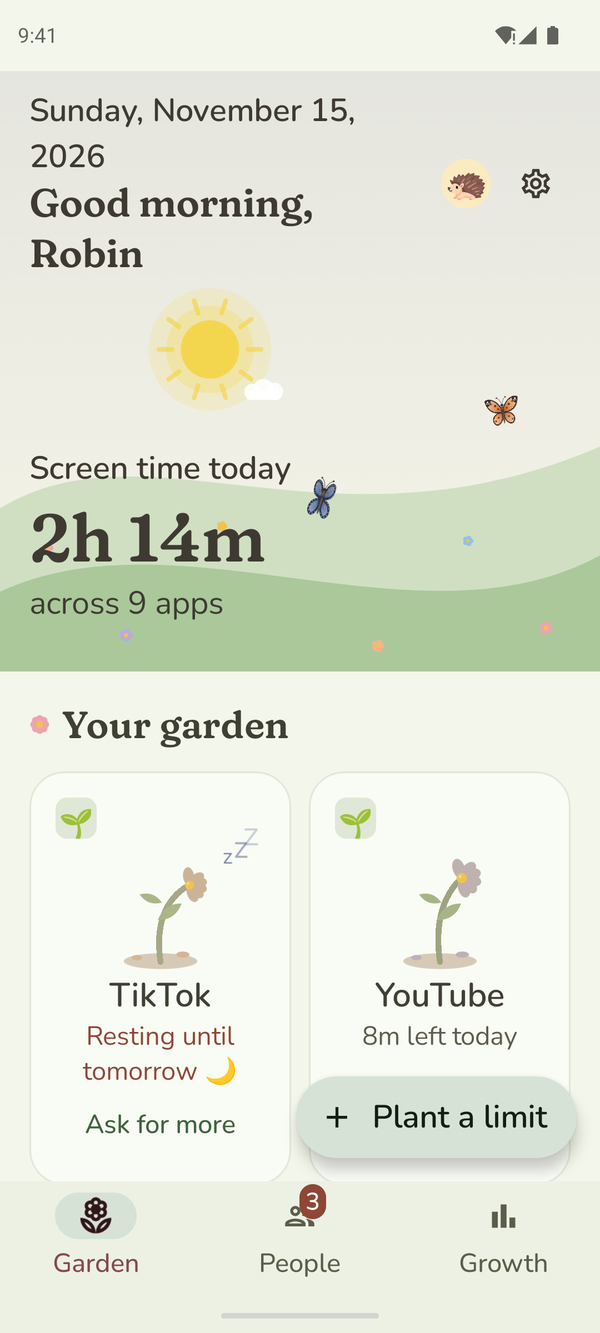 9:41
Sunday, November 15,
2026
Good morning,
Robin
Screen time today
2h 14m
across 9 apps
Your garden
z z z
TikTok
Resting until
tomorrow 🌙
Ask for more
YouTube
8m left today
+ Plant a limit
3
Garden
People
Growth